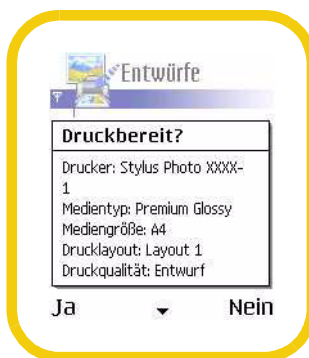 Entwürfe
Druckbereit?
Drucker: Stylus Photo XXXX-
1
Medientyp: Premium Glossy
Mediengröße: A4
Drucklayout: Layout 1
Druckqualität: Entwurf
Ja Nein